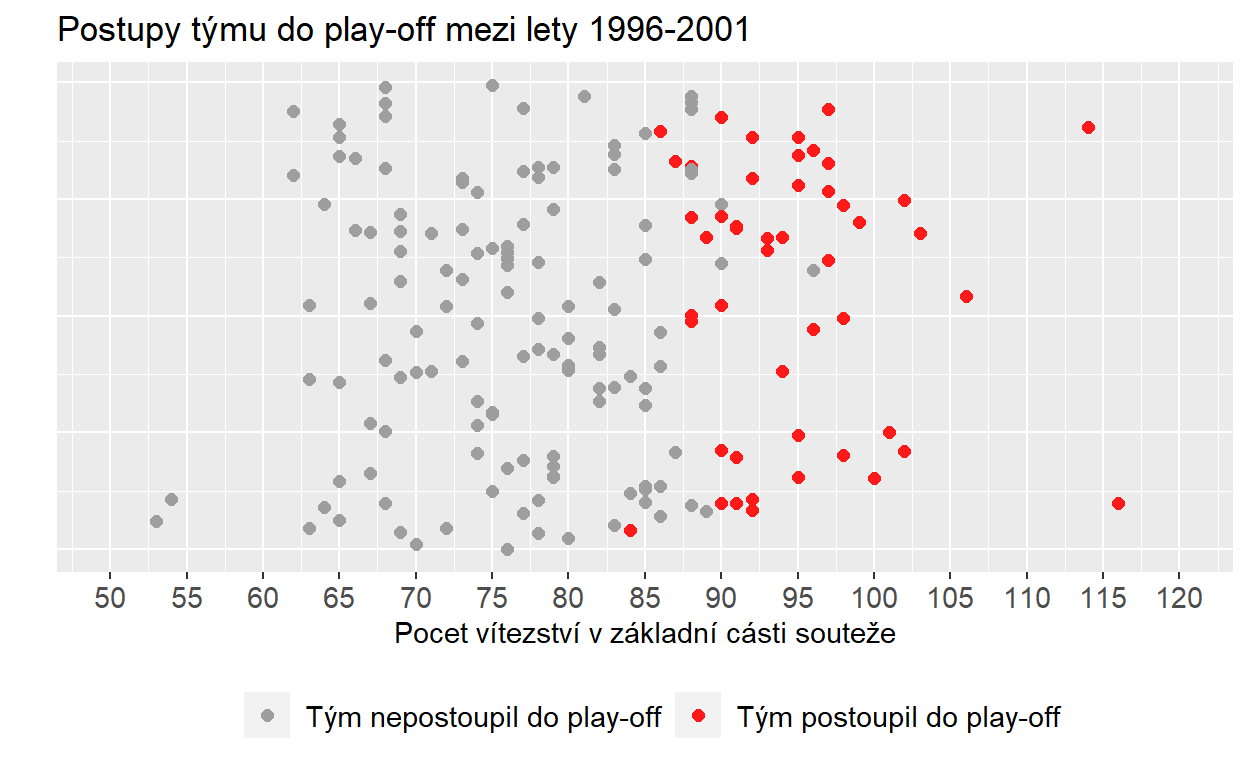 Postupy týmu do play-off mezi lety 1996-2001
50 55 60 65 70 75 80 85 90 95 100 105 110 115 120
Pocet vítezství v základní cásti souteže
Tým nepostoupil do play-off Tým postoupil do play-off